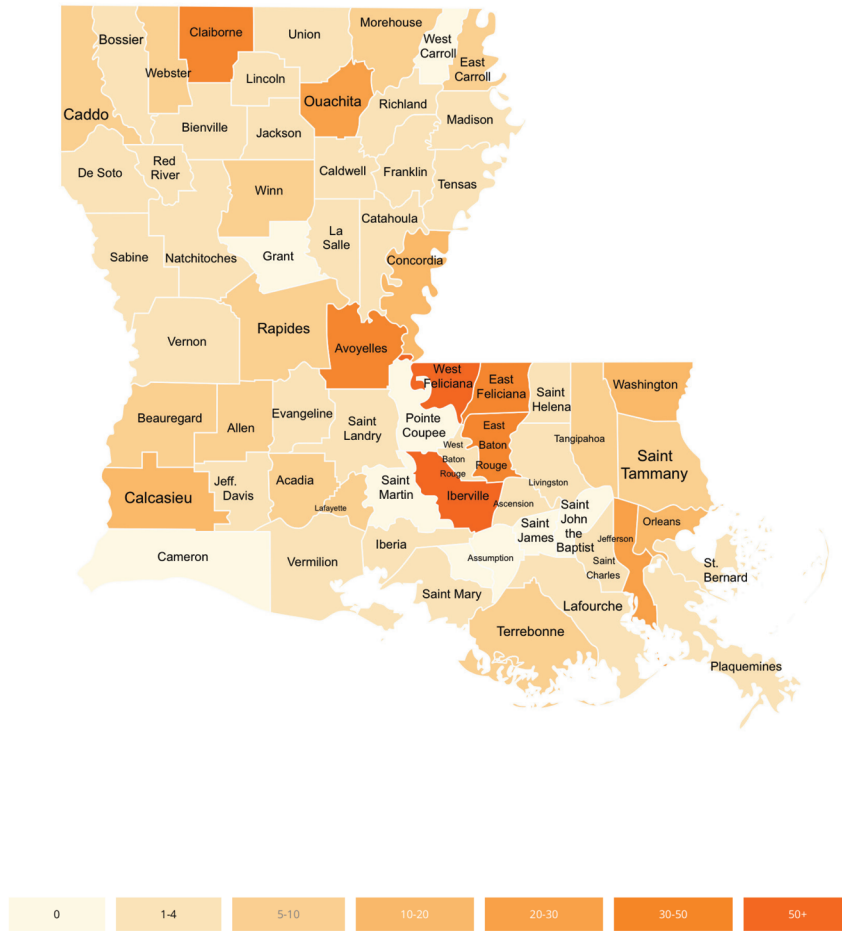 Claiborne
Morehouse
Bossier
Union
West
Carroll
East
Carroll
Webster
Lincoln
Ouachita
Richland
Caddo
Madison
Bienville
Jackson
Red
River
De Soto
Caldwell
Franklin
Tensas
Winn
Catahoula
La
Salle
Sabine
Natchitoches
Grant
Concordia
Rapides
Vernon
Avoyelles
West
Feliciana
East
Feliciana
Saint
Helena
Washington
Beauregard
Allen
Evangeline
Saint
Landry
Pointe
Coupee
East
Baton
Rouge
West
Baton
Rouge
Tangipahoa
Saint
Tammany
Calcasieu
Jeff.
Davis
Acadia
Lafayette
Saint
Martin
Iberville
Livingston
Ascension
Saint
James
Saint
John
the
Baptist
Orleans
Jefferson
Cameron
Vermilion
Iberia
Assumption
Saint
Charles
St.
Bernard
Saint Mary
Lafourche
Terrebonne
Plaquemines
0
1-4
5-10
10-20
20-30
30-50
50+